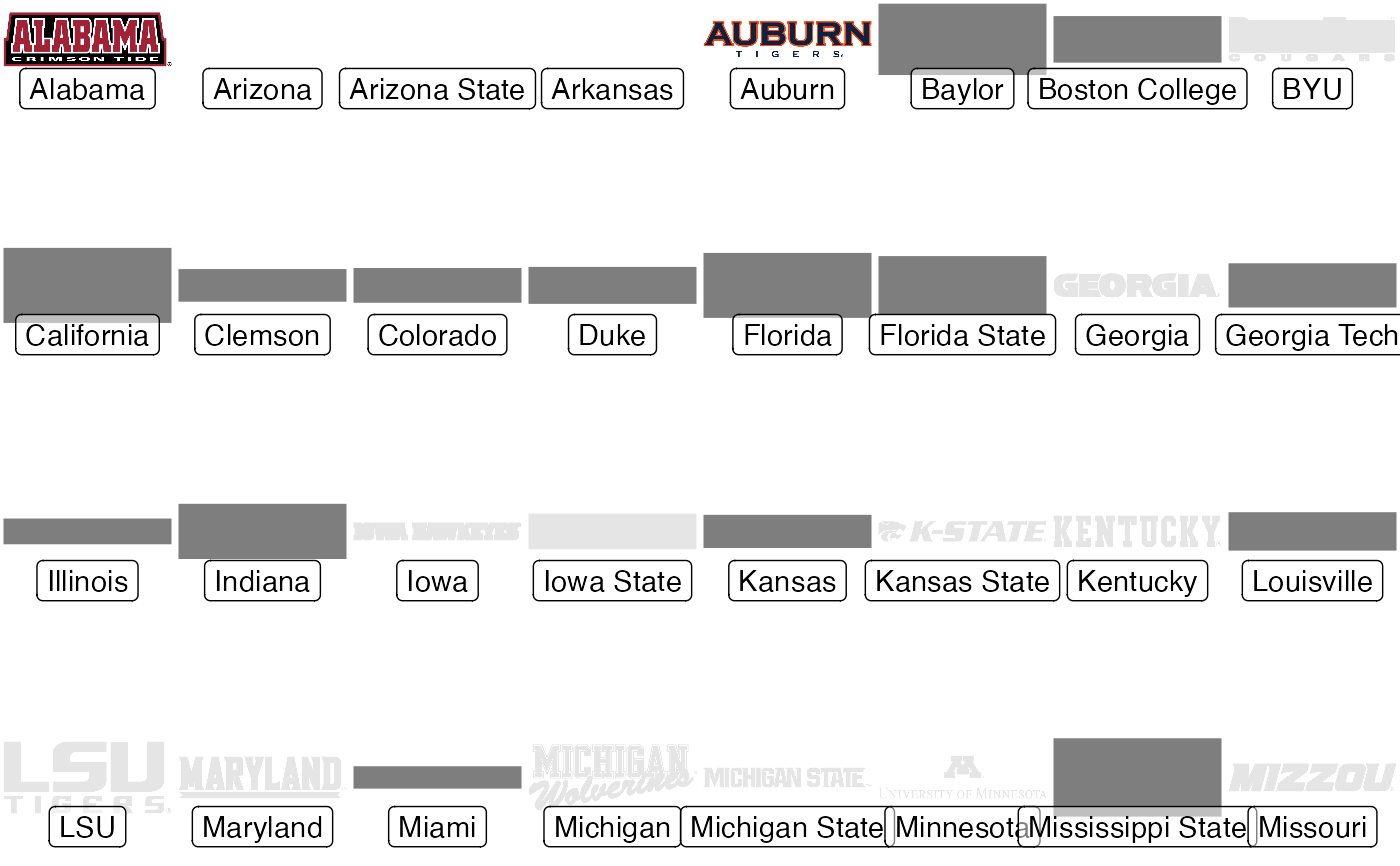 ALABAMA
CRIMSON TIDE
AUBURN
TIGERS
COUGARS
Alabama
Arizona
Arizona State
Arkansas
Auburn
Baylor
Boston College
BYU
GEORGIA
California
Clemson
Colorado
Duke
Florida
Florida State
Georgia
Georgia Tech
IOWA HAWKEYES
K-STATE
KENTUCKY
Illinois
Indiana
Iowa
Iowa State
Kansas
Kansas State
Kentucky
Louisville
LSU
TIGERS
MARYLAND
MICHIGAN
Wolverines
MICHIGAN STATE
M
UNIVERSITY OF MINNESOTA
MIZZOU
LSU
Maryland
Miami
Michigan
Michigan State
Minnesota
Mississippi State
Missouri